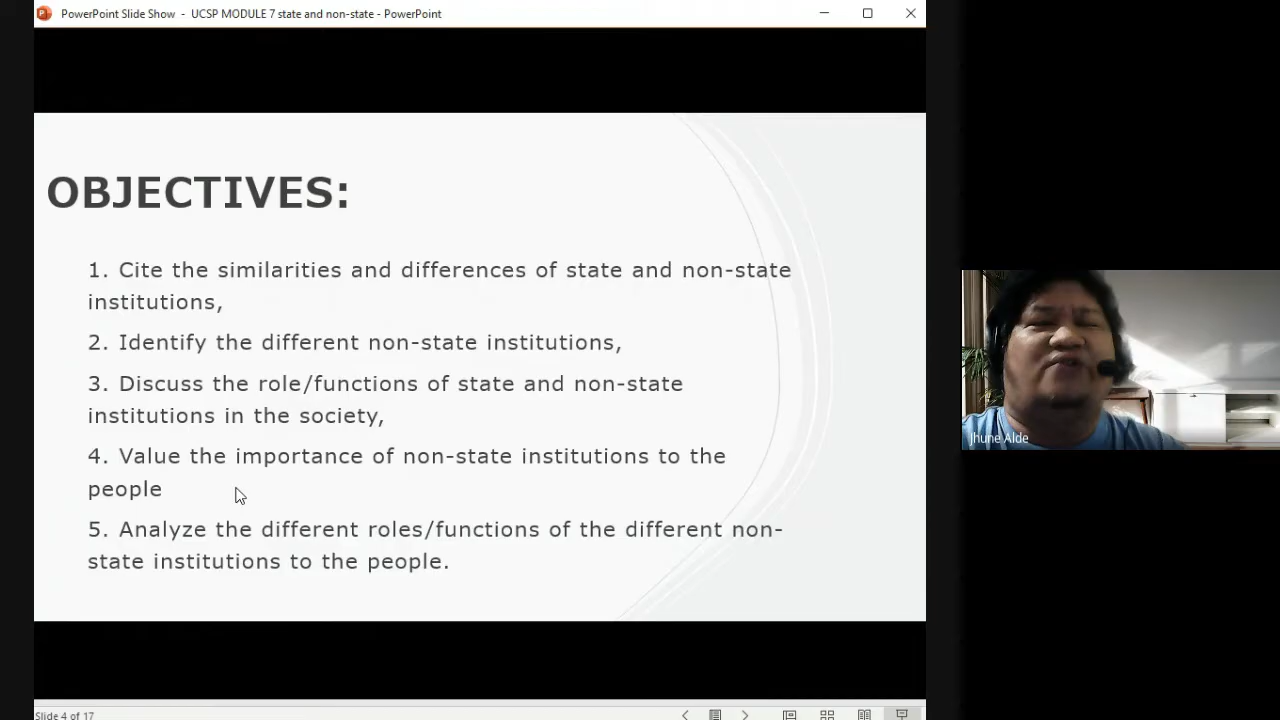 PowerPoint Slide Show - UCSP MODULE 7 state and non-state - PowerPoint
OBJECTIVES:
1. Cite the similarities and differences of state and non-state
institutions,
2. Identify the different non-state institutions,
3. Discuss the role/functions of state and non-state
institutions in the society,
4. Value the importance of non-state institutions to the
people
5. Analyze the different roles/functions of the different non-
state institutions to the people.
Jhune Alde
Slide 4 of 17